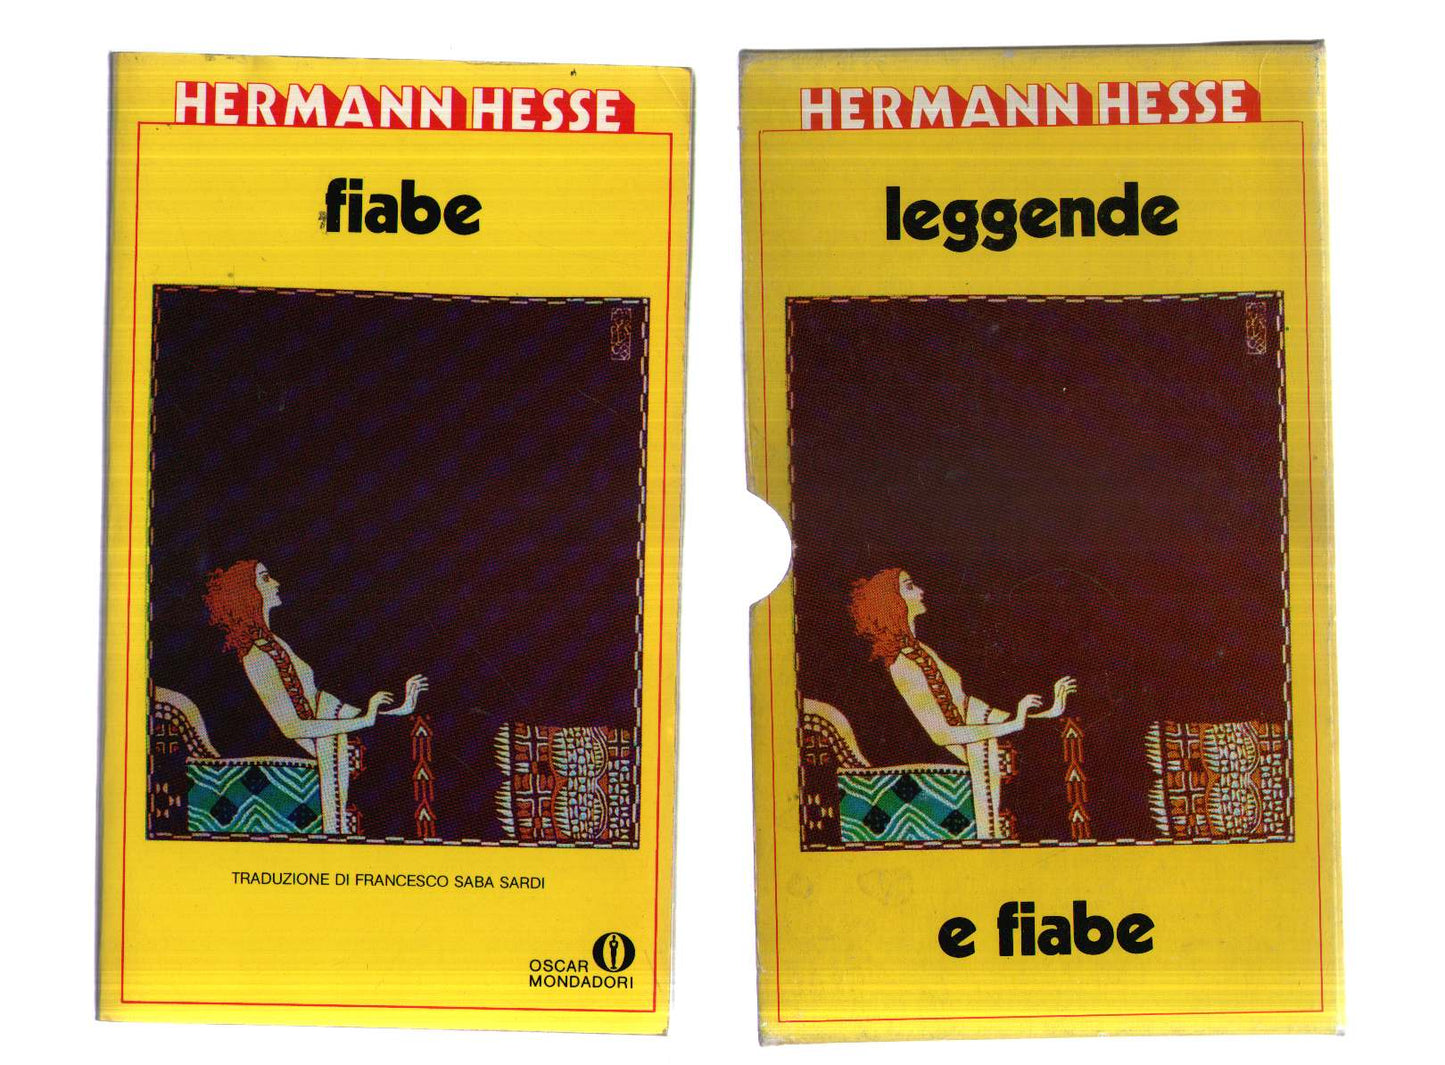 HERMANN HESSE
fiabe
TRADUZIONE DI FRANCESCO SABA SARDI
OSCAR
MONDADORI
HERMANN HESSE
leggende
e fiabe